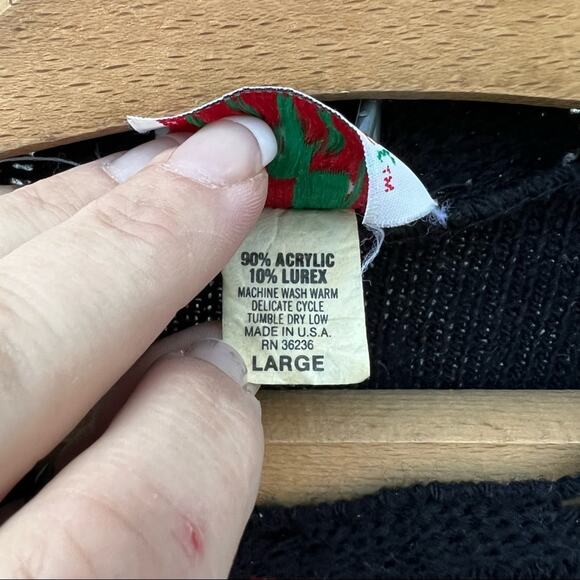 90% ACRYLIC
10% LUREX
MACHINE WASH WARM
DELICATE CYCLE
TUMBLE DRY LOW
MADE IN U.S.A.
RN 36236
LARGE